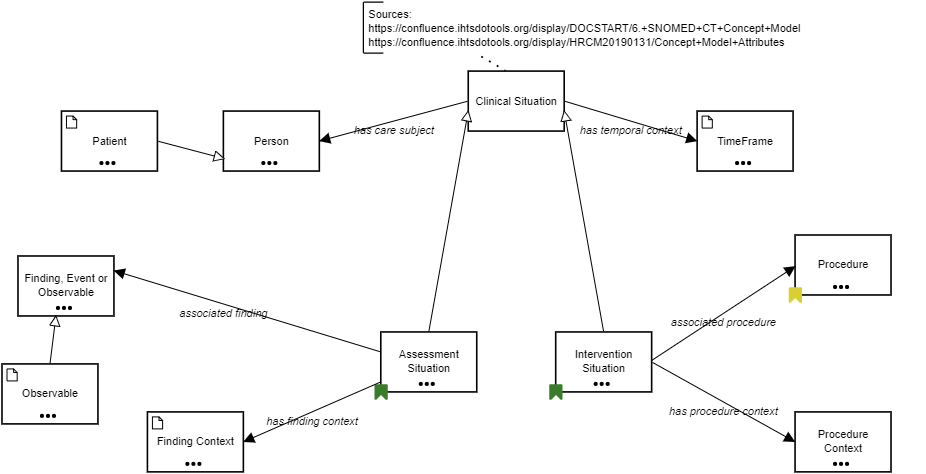 Sources:
https://confluence.ihtsdotools.org/display/DOCSTART/6.+SNOMED+CT+Concept+Model
https://confluence.ihtsdotools.org/display/HRCM20190131/Concept+Model+Attributes
Clinical Situation
has care subject
has temporal context
Patient
Person
TimeFrame
Finding, Event or
Observable
Procedure
associated finding
associated procedure
Assessment
Situation
Intervention
Situation
Observable
has finding context
has procedure context
Finding Context
Procedure
Context